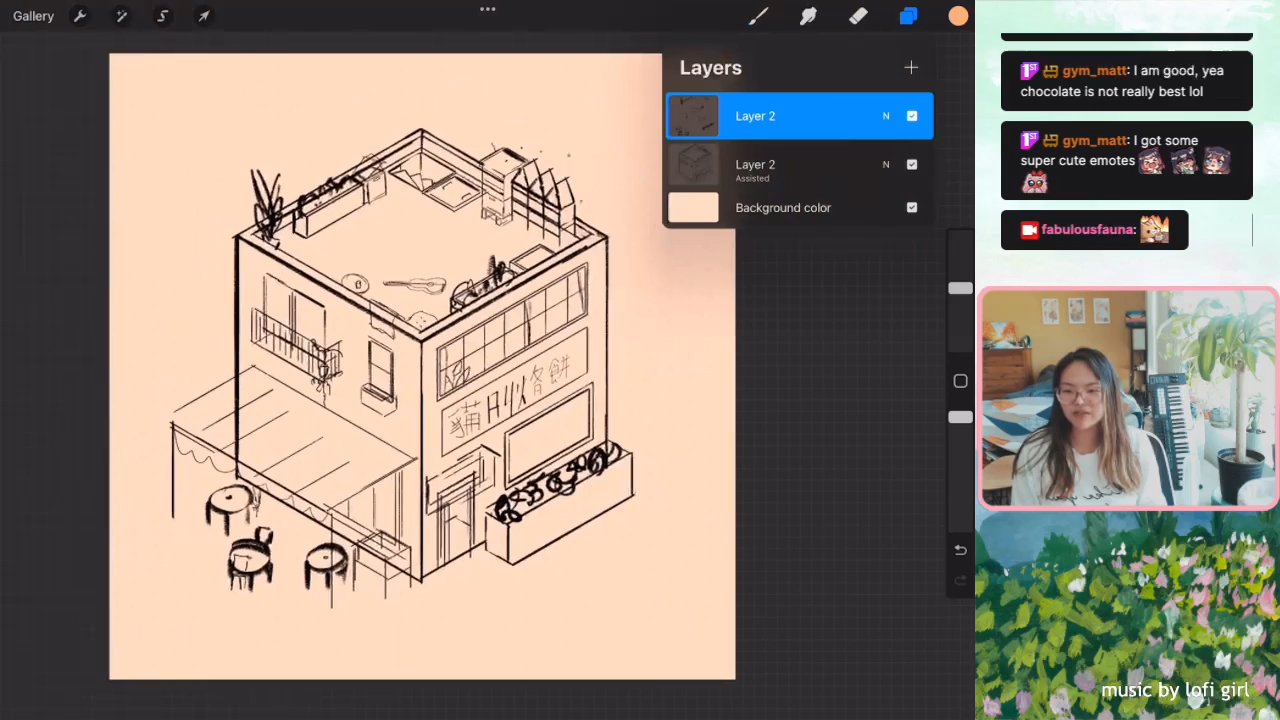 Gallery
Layers
Layer 2
N
Layer 2
N
Assisted
Background color
gym_matt: I am good, yea
chocolate is not really best lol
gym_matt: I got some
super cute emotes
fabulousfauna:
music by lofi girl